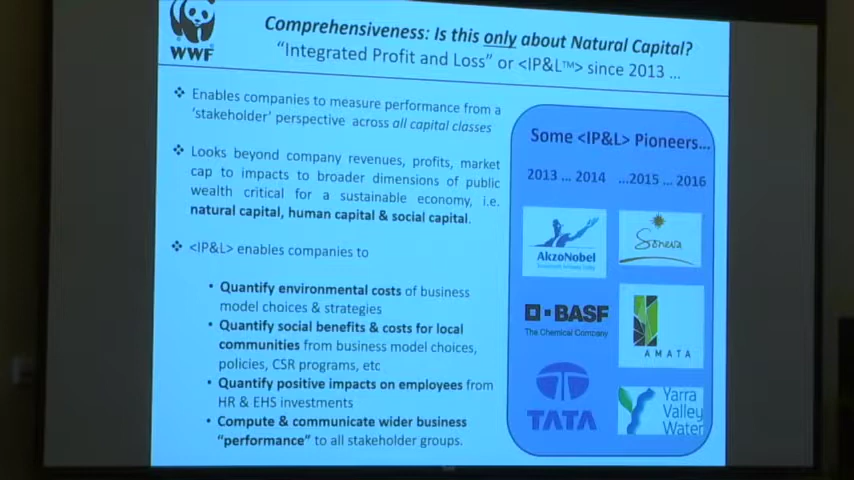 WWF
Comprehensiveness: Is this only about Natural Capital?
"Integrated Profit and Loss" or <IP&L™> since 2013 ...
❖ Enables companies to measure performance from a
'stakeholder' perspective across all capital classes
❖ Looks beyond company revenues, profits, market
cap to impacts to broader dimensions of public
wealth critical for a sustainable economy, i.e.
natural capital, human capital & social capital.
❖ <IP&L> enables companies to
• Quantify environmental costs of business
model choices & strategies
• Quantify social benefits & costs for local
communities from business model choices,
policies, CSR programs, etc
• Quantify positive impacts on employees from
HR & EHS investments
• Compute & communicate wider business
"performance" to all stakeholder groups.
Some <IP&L> Pioneers...
2013 ... 2014 ...2015 ... 2016
AkzoNobel
Soneva
BASF
The Chemical Company
AMATA
TATA
Yarra
Valley
Water